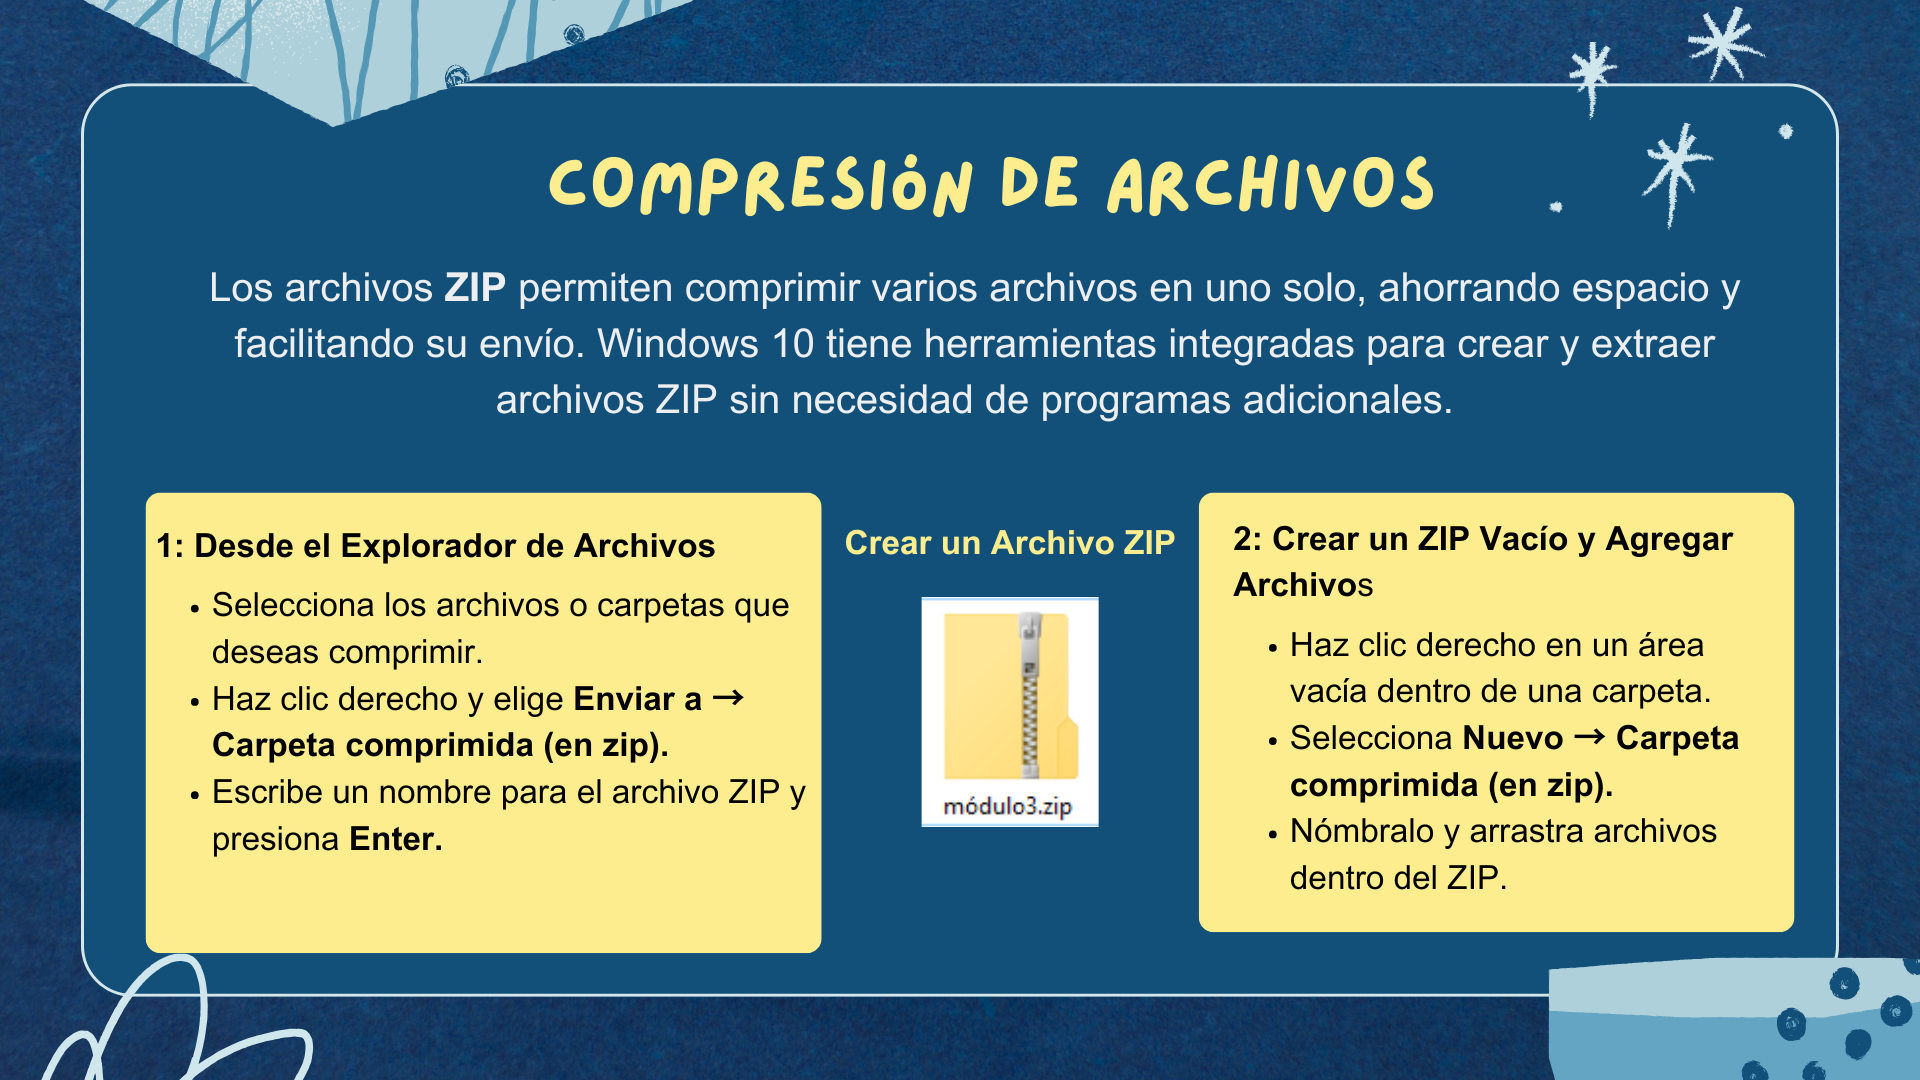 COMPRESIÓN DE ARCHIVOS
Los archivos ZIP permiten comprimir varios archivos en uno solo, ahorrando espacio y
facilitando su envío. Windows 10 tiene herramientas integradas para crear y extraer
archivos ZIP sin necesidad de programas adicionales.
1: Desde el Explorador de Archivos
• Selecciona los archivos o carpetas que
deseas comprimir.
• Haz clic derecho y elige Enviar a →
Carpeta comprimida (en zip).
• Escribe un nombre para el archivo ZIP y
presiona Enter.
Crear un Archivo ZIP
módulo3.zip
2: Crear un ZIP Vacío y Agregar
Archivos
• Haz clic derecho en un área
vacía dentro de una carpeta.
• Selecciona Nuevo → Carpeta
comprimida (en zip).
• Nómbralo y arrastra archivos
dentro del ZIP.